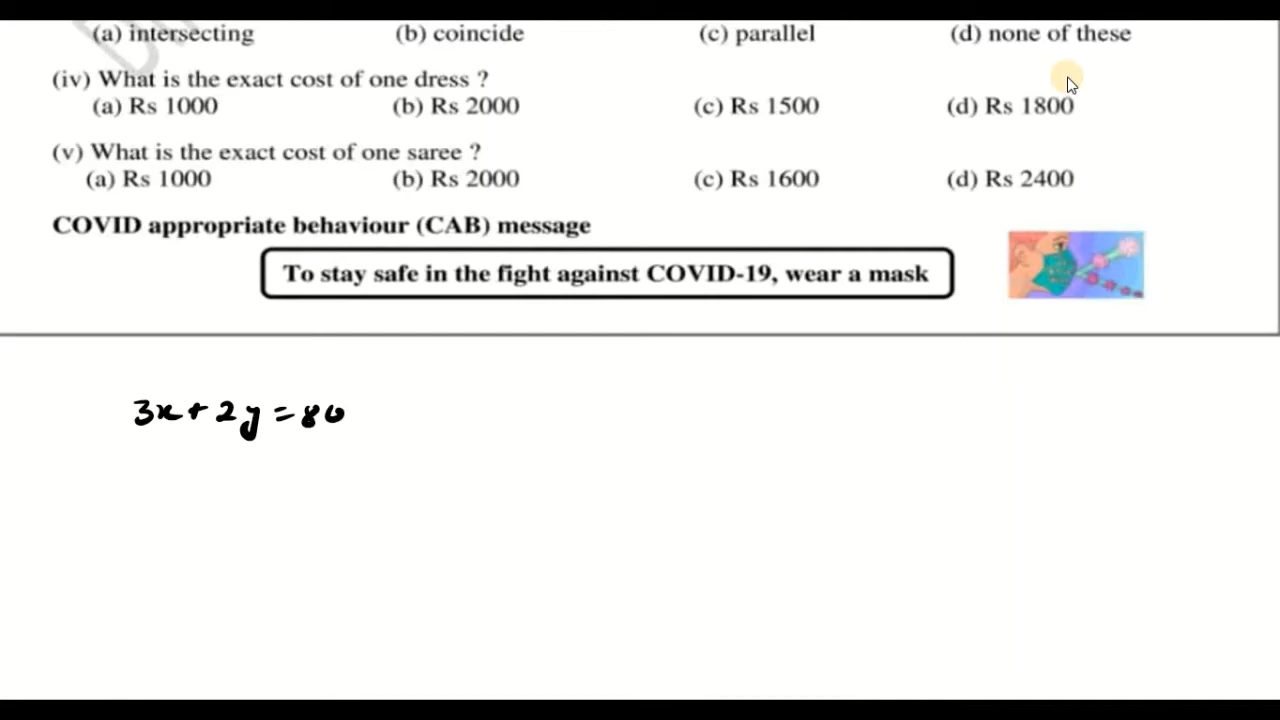 (a) intersecting (b) coincide (c) parallel (d) none of these
(iv) What is the exact cost of one dress ?
(a) Rs 1000 (b) Rs 2000 (c) Rs 1500 (d) Rs 1800
(v) What is the exact cost of one saree ?
(a) Rs 1000 (b) Rs 2000 (c) Rs 1600 (d) Rs 2400
COVID appropriate behaviour (CAB) message
To stay safe in the fight against COVID-19, wear a mask
3x + 2y = 80